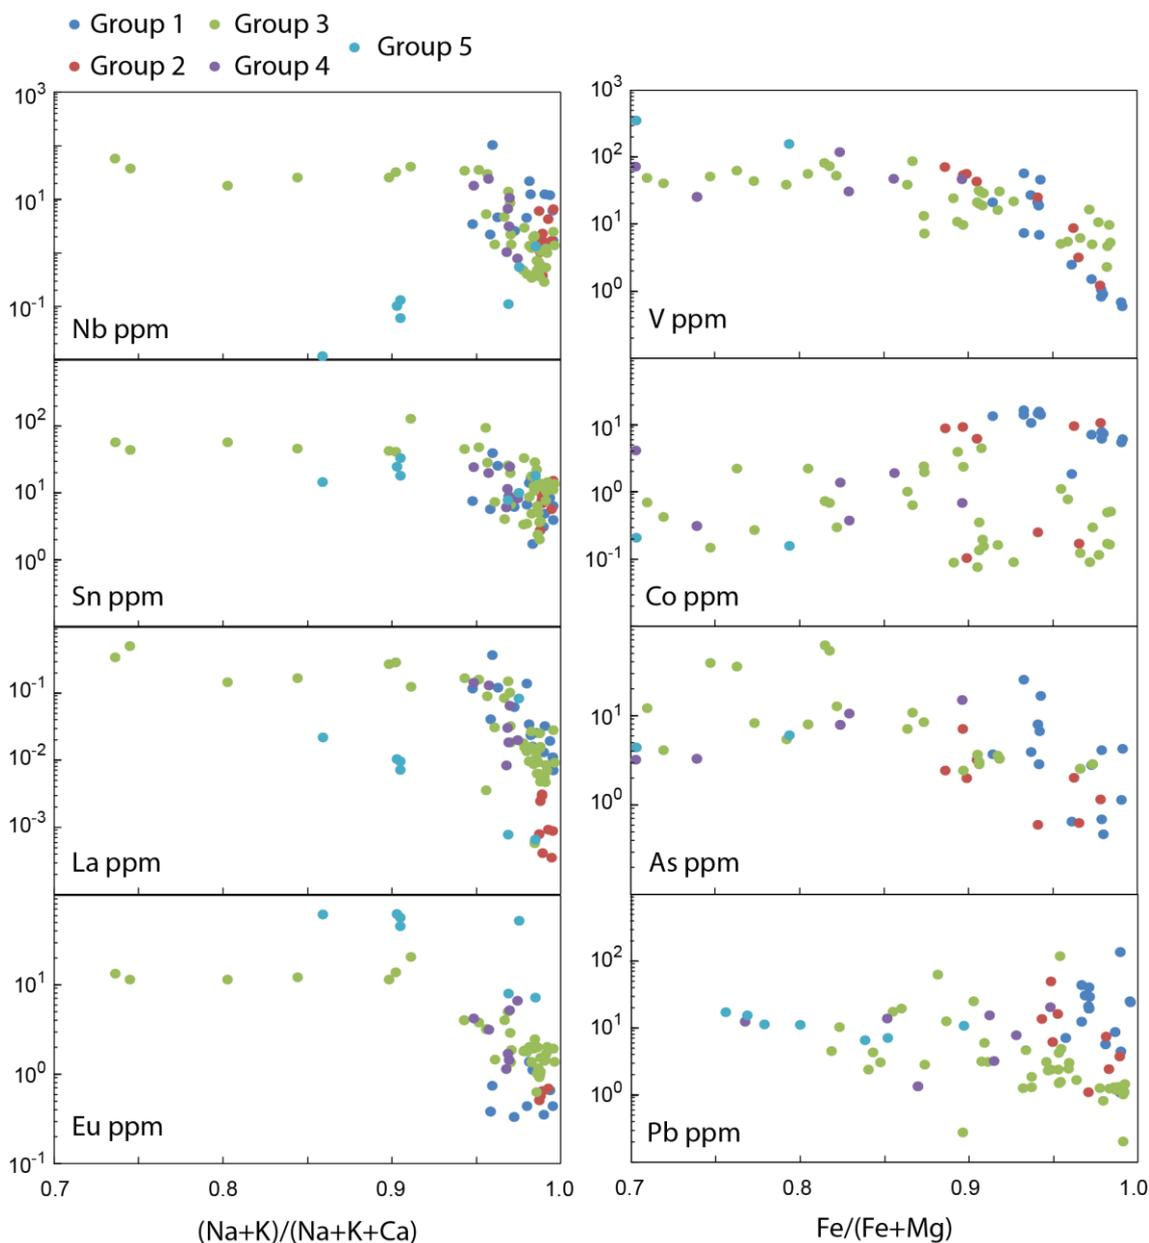 Group 1
Group 3
Group 5
Group 2
Group 4
10³
10¹
10⁻¹
Nb ppm
10²
10¹
10⁰
Sn ppm
10⁻¹
10⁻²
10⁻³
La ppm
10¹
10⁰
10⁻¹
Eu ppm
0.7
0.8
0.9
1.0
(Na+K)/(Na+K+Ca)
10³
10²
10¹
10⁰
V ppm
10¹
10⁰
10⁻¹
Co ppm
10¹
10⁰
As ppm
10²
10¹
10⁰
Pb ppm
0.7
0.8
0.9
1.0
Fe/(Fe+Mg)